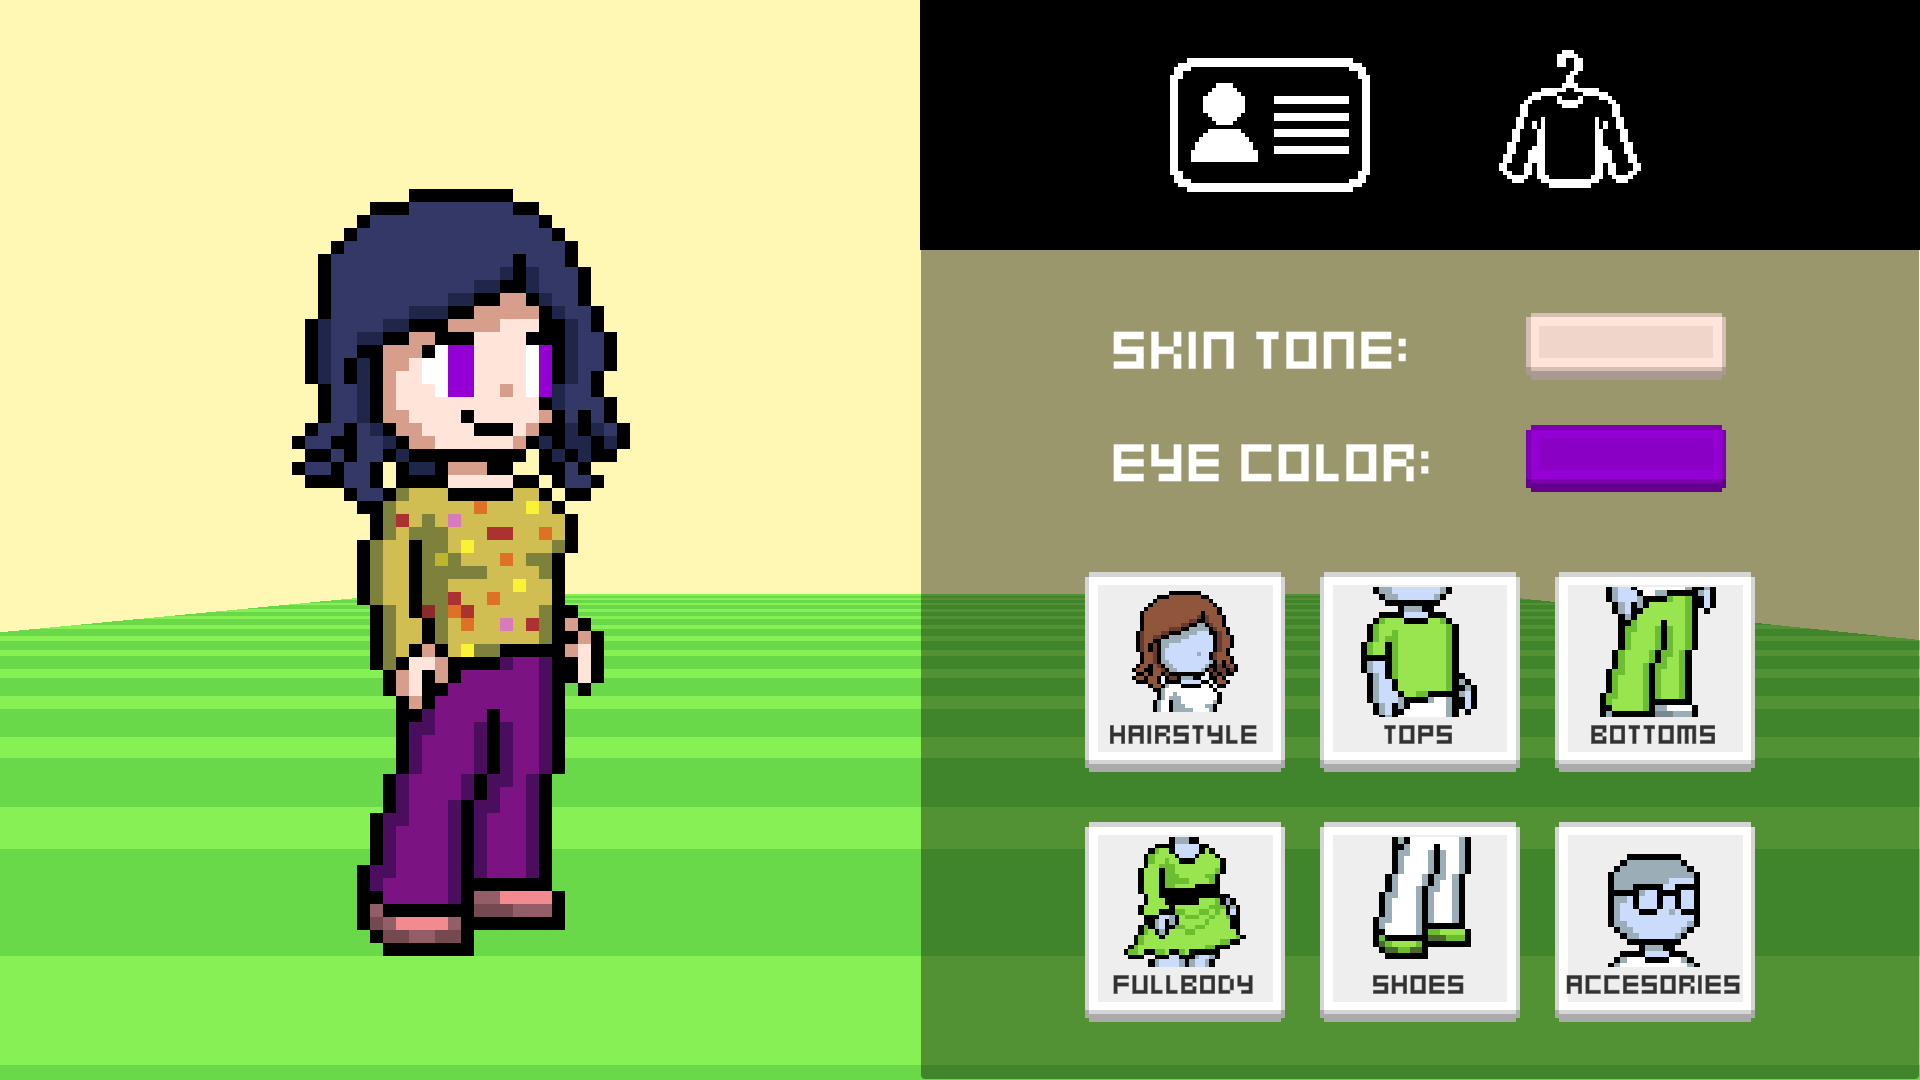 SKIN TONE:
EYE COLOR:
HAIRSTYLE
TOPS
BOTTOMS
FULLBODY
SHOES
ACCESORIES